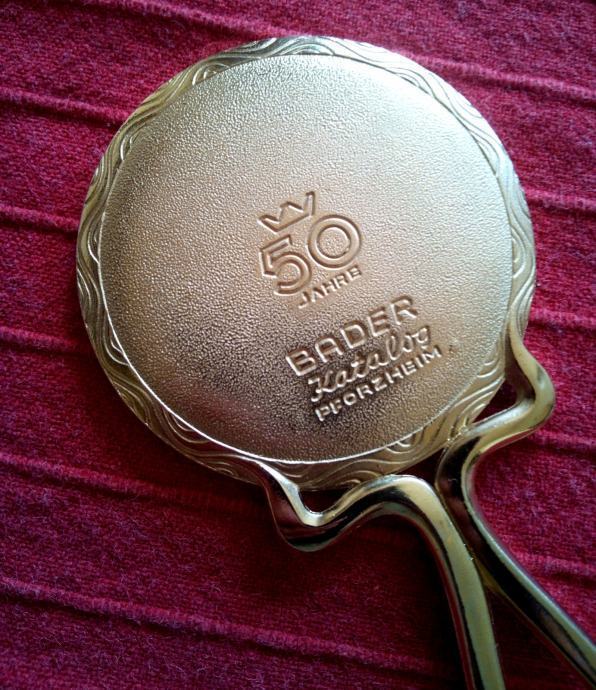 50
JAHRE
BADER
Katalog
PFORZHEIM